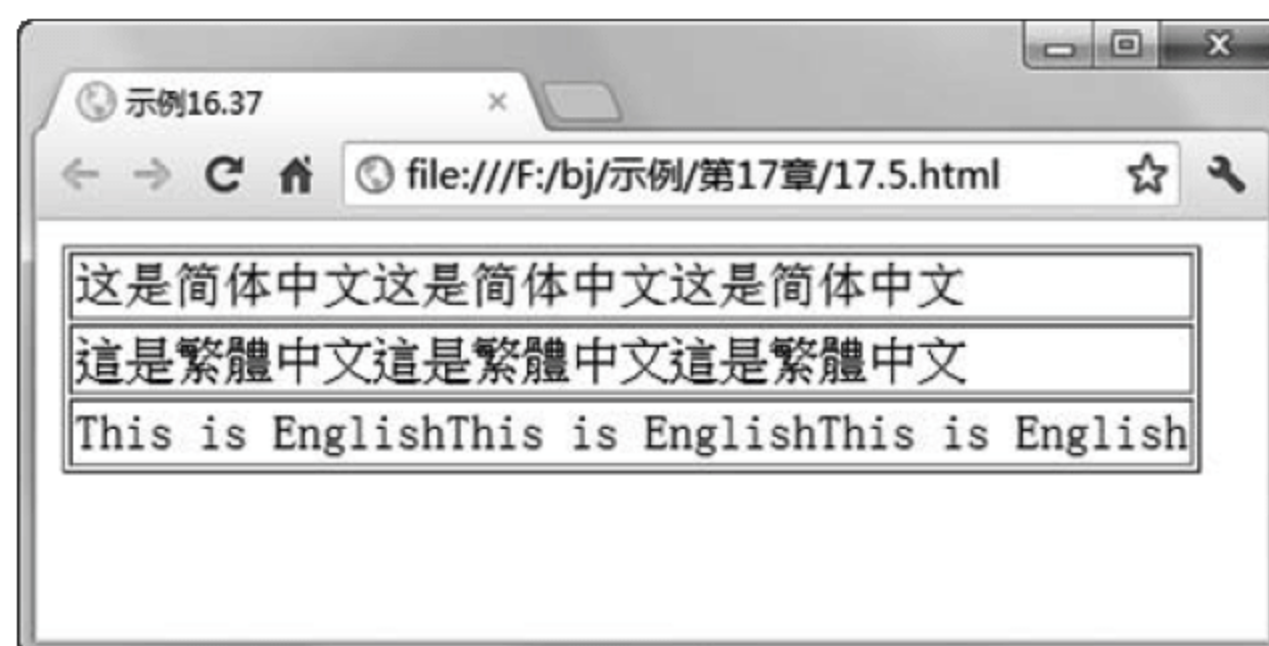 示例16.37
file:///F:/bj/示例/第17章/17.5.html
这是简体中文这是简体中文这是简体中文
這是繁體中文這是繁體中文這是繁體中文
This is EnglishThis is EnglishThis is English